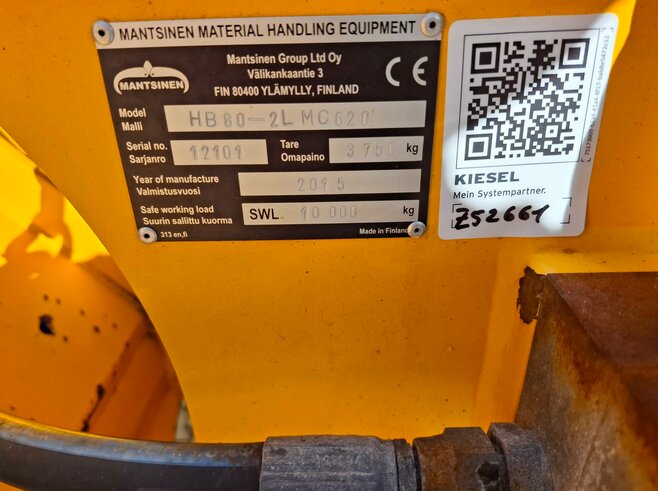 MANTSINEN MATERIAL HANDLING EQUIPMENT
MANTSINEN
Mantsinen Group Ltd Oy
Välikankaantie 3
FIN 80400 YLÄMYLLY, FINLAND
CE
Model
Malli
HB80-2L MC620
Serial no.
Sarjanro
12101
Tare
Omapaino
3750 kg
Year of manufacture
Valmistusvuosi
2015
Safe working load
Suurin sallittu kuorma
SWL 10 000 kg
313 en,fi
Made in Finland
KIESEL
Mein Systempartner.
Z52661